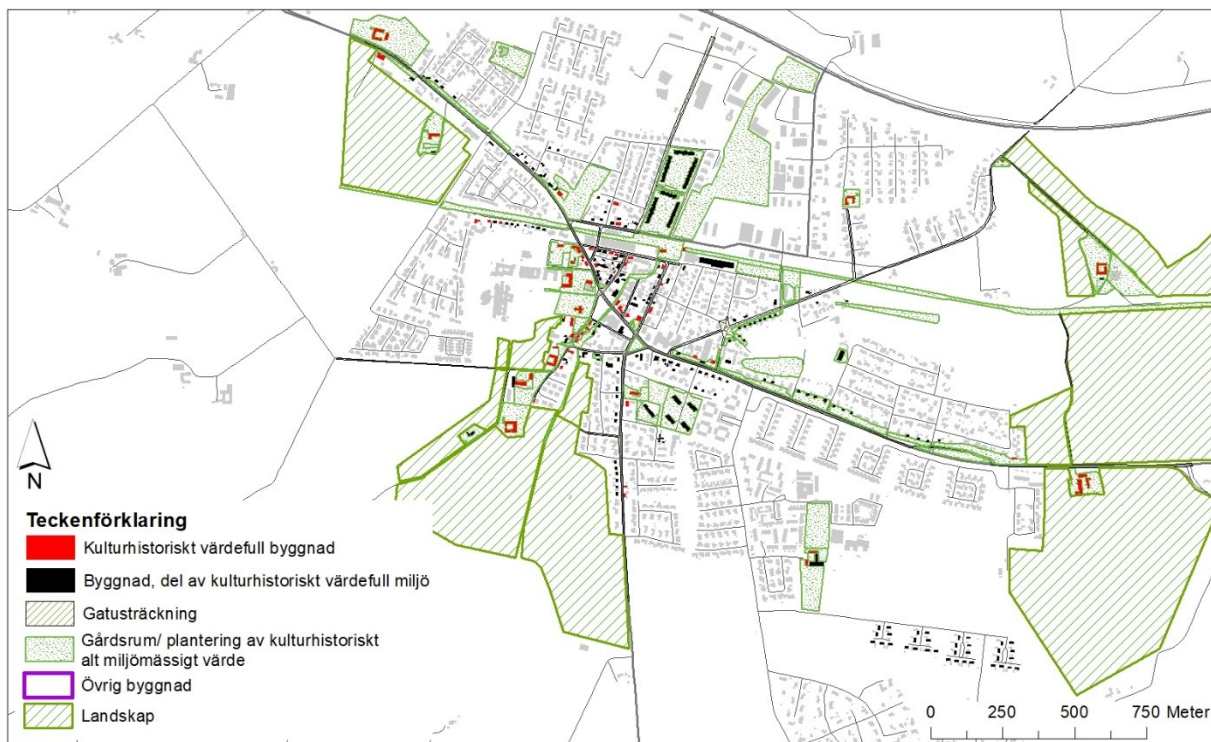 N
Teckenförklaring
Kulturhistoriskt värdefull byggnad
Byggnad, del av kulturhistoriskt värdefull miljö
Gatusträckning
Gårdsrum/ plantering av kulturhistoriskt
alt miljömässigt värde
Övrig byggnad
Landskap
0 250 500 750 Meter